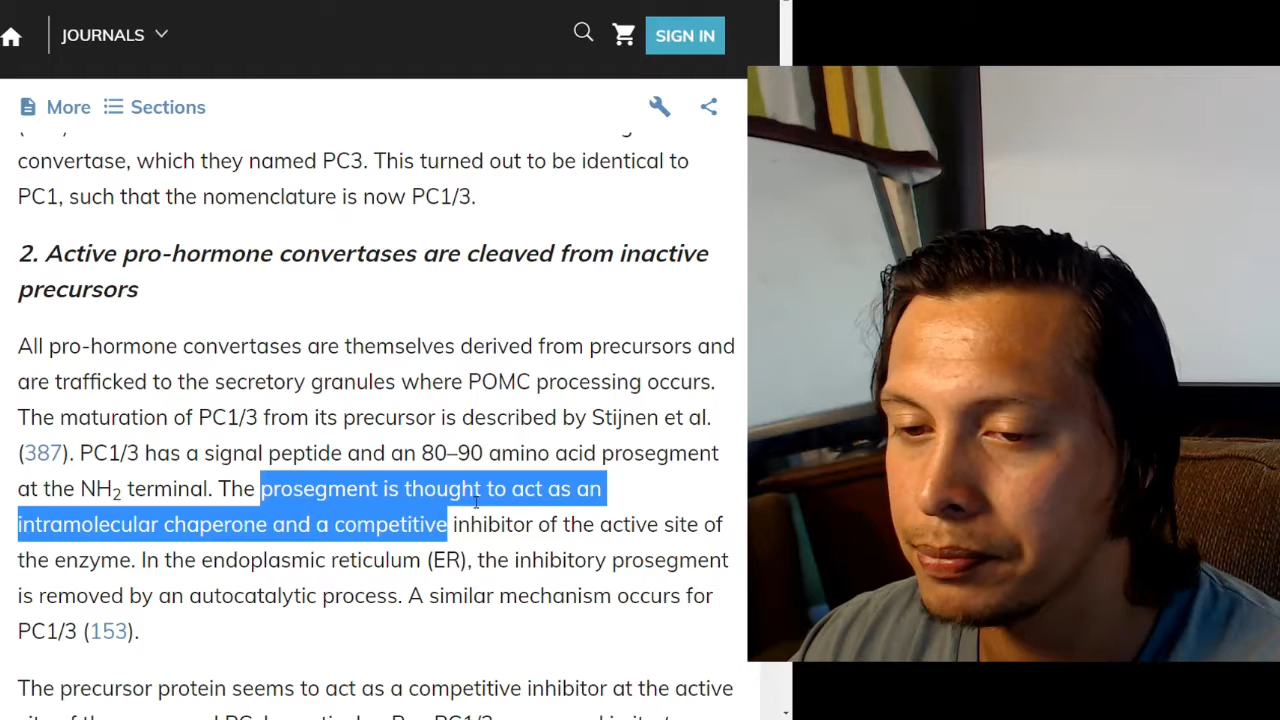 JOURNALS
SIGN IN
More
Sections
convertase, which they named PC3. This turned out to be identical to
PC1, such that the nomenclature is now PC1/3.
2. Active pro-hormone convertases are cleaved from inactive
precursors
All pro-hormone convertases are themselves derived from precursors and
are trafficked to the secretory granules where POMC processing occurs.
The maturation of PC1/3 from its precursor is described by Stijnen et al.
(387). PC1/3 has a signal peptide and an 80–90 amino acid prosegment
at the NH₂ terminal. The prosegment is thought to act as an
intramolecular chaperone and a competitive inhibitor of the active site of
the enzyme. In the endoplasmic reticulum (ER), the inhibitory prosegment
is removed by an autocatalytic process. A similar mechanism occurs for
PC1/3 (153).
The precursor protein seems to act as a competitive inhibitor at the active